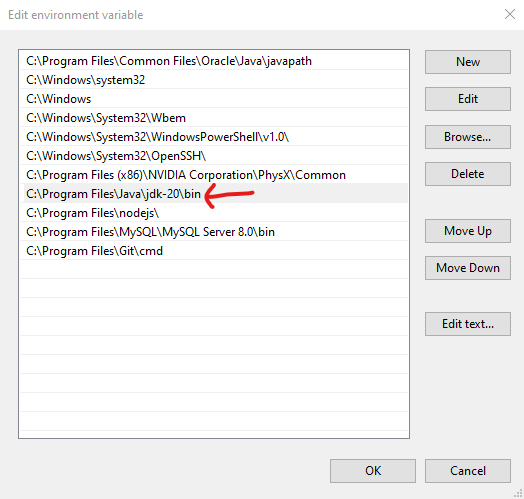 Edit environment variable
C:\Program Files\Common Files\Oracle\Java\javapath
C:\Windows\system32
C:\Windows
C:\Windows\System32\Wbem
C:\Windows\System32\WindowsPowerShell\v1.0\
C:\Windows\System32\OpenSSH\
C:\Program Files (x86)\NVIDIA Corporation\PhysX\Common
C:\Program Files\Java\jdk-20\bin
C:\Program Files\nodejs\
C:\Program Files\MySQL\MySQL Server 8.0\bin
C:\Program Files\Git\cmd
New
Edit
Browse...
Delete
Move Up
Move Down
Edit text...
OK
Cancel